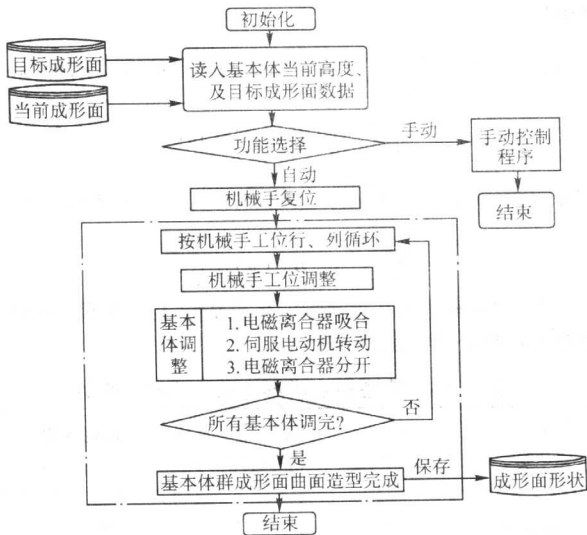 初始化
目标成形面
当前成形面
读入基本体当前高度、
及目标成形面数据
功能选择
手动
手动控制
程序
结束
自动
机械手复位
按机械手工位行、列循环
机械手工位调整
基本
体调
整
1.电磁离合器吸合
2.伺服电动机转动
3.电磁离合器分开
所有基本体调完?
否
是
基本体群成形面曲面造型完成
保存
成形面形状
结束